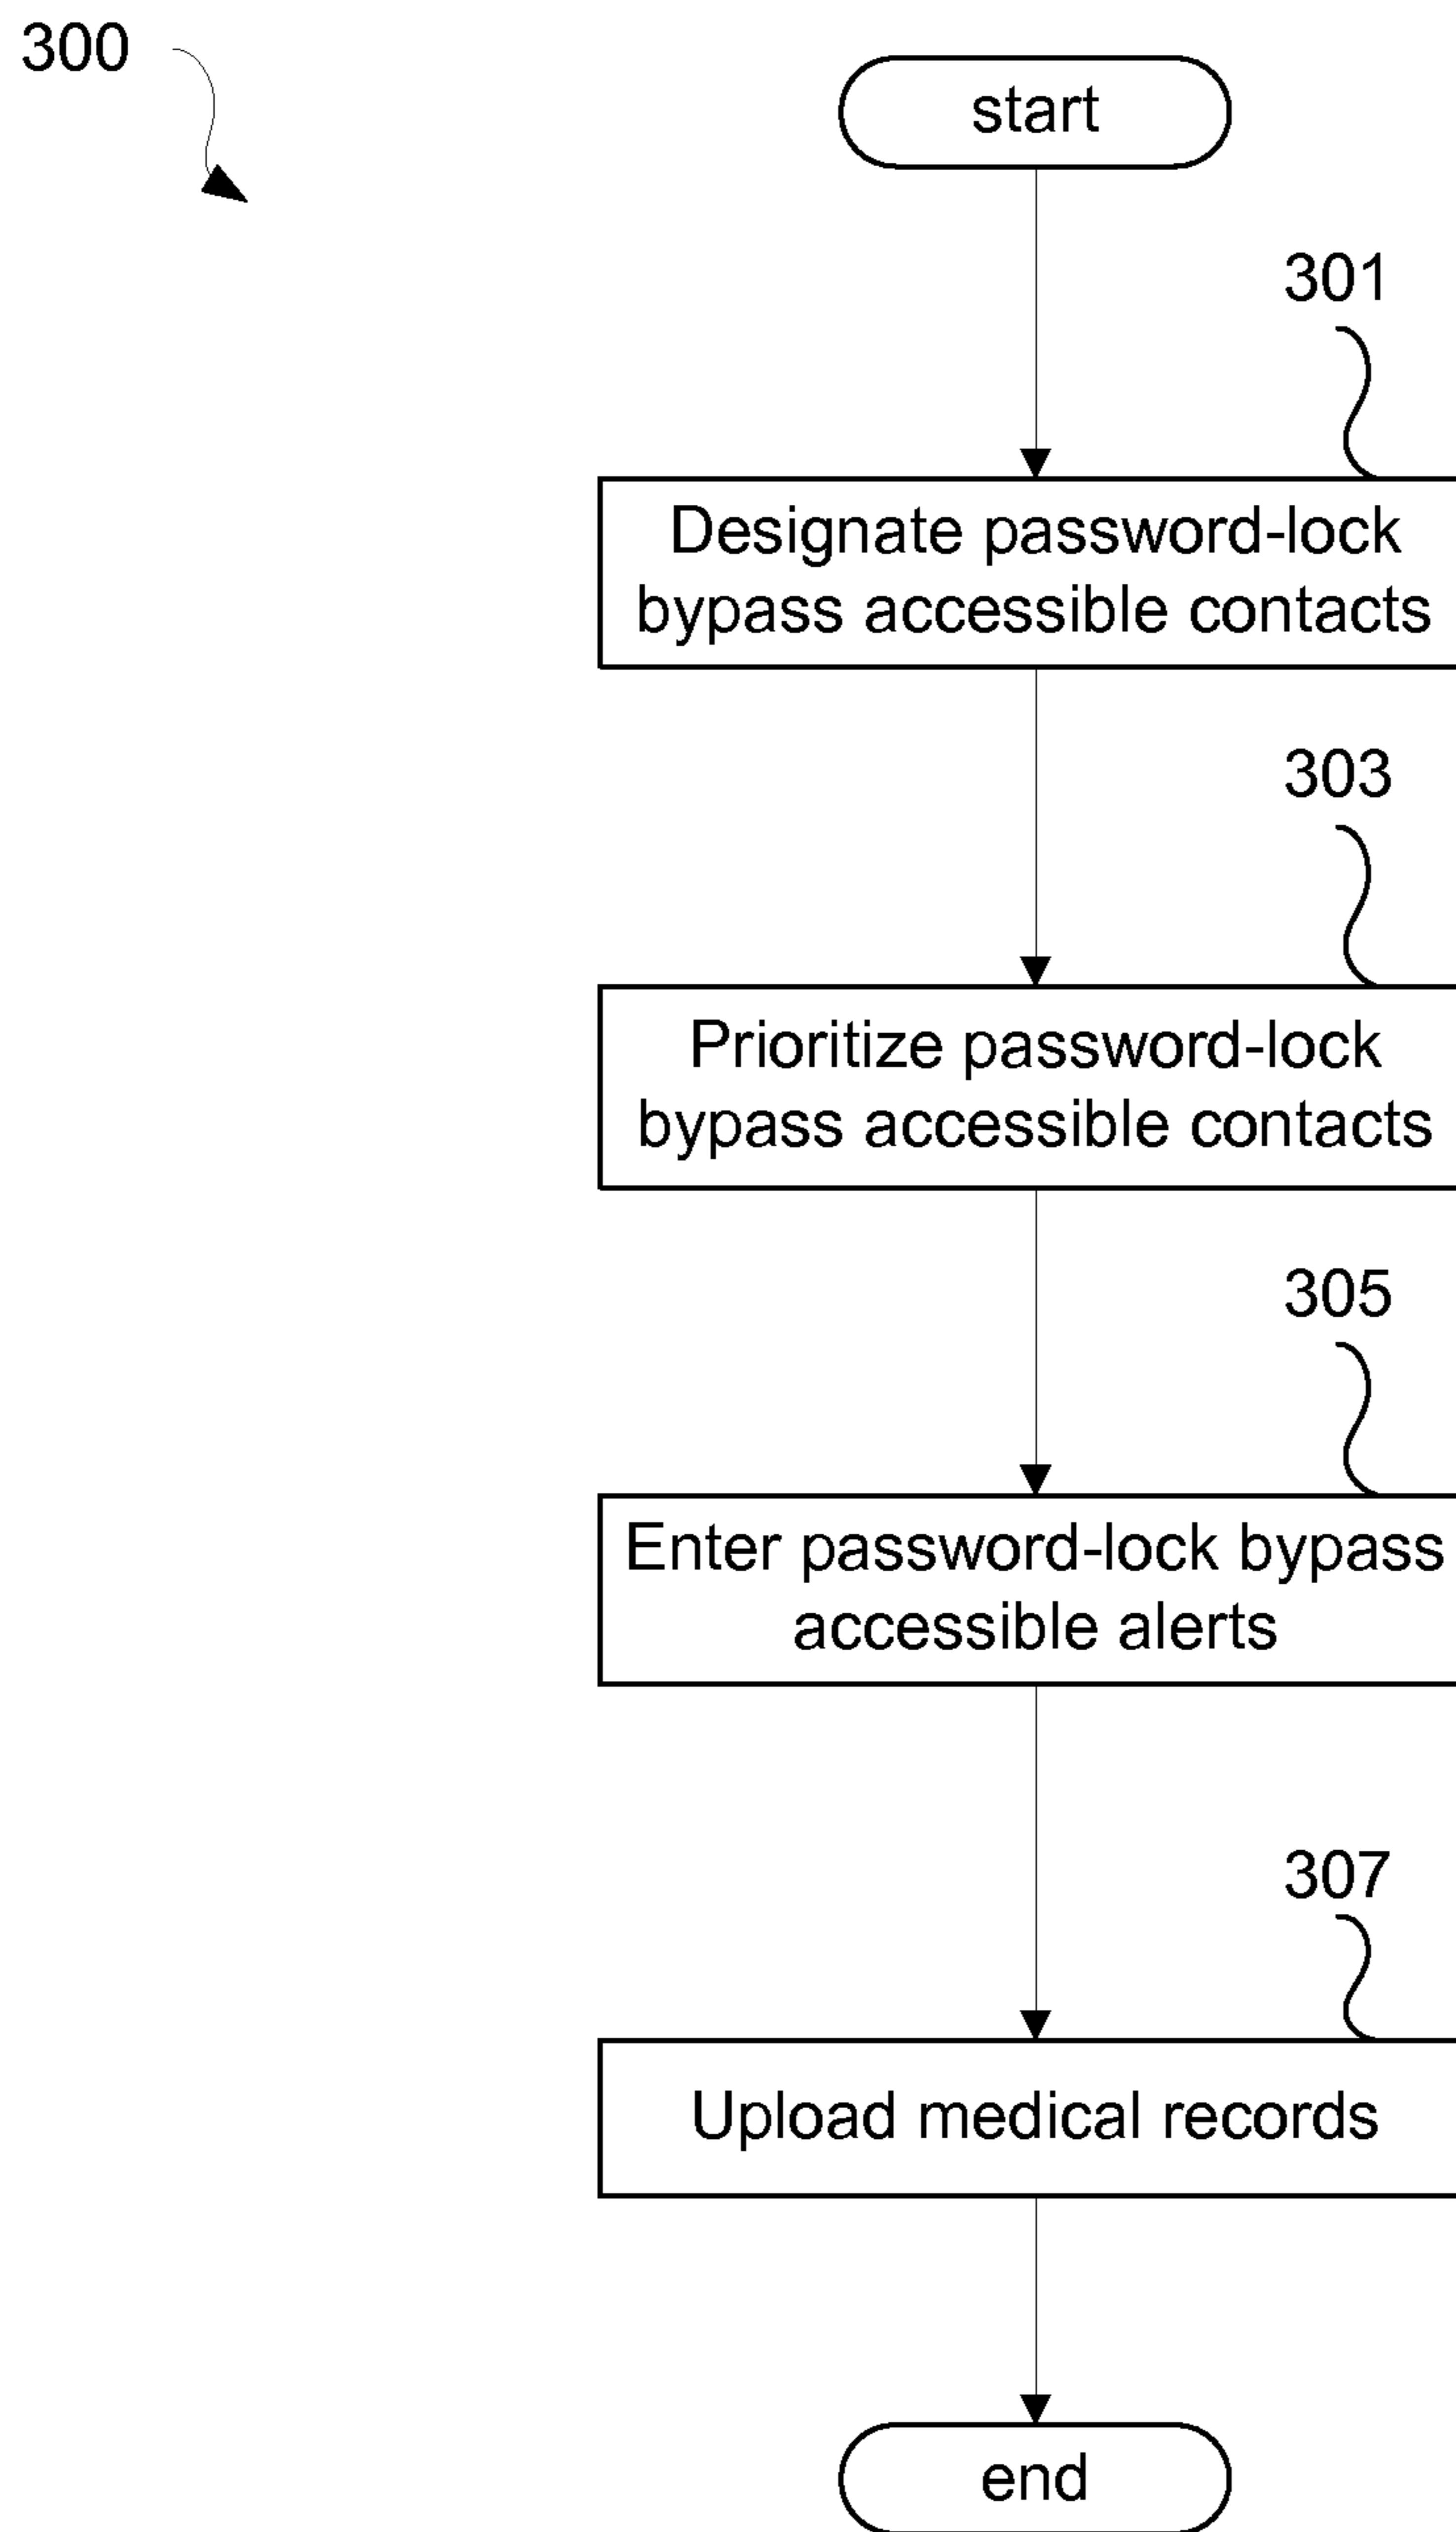 300
start
301
Designate password-lock
bypass accessible contacts
303
Prioritize password-lock
bypass accessible contacts
305
Enter password-lock bypass
accessible alerts
307
Upload medical records
end